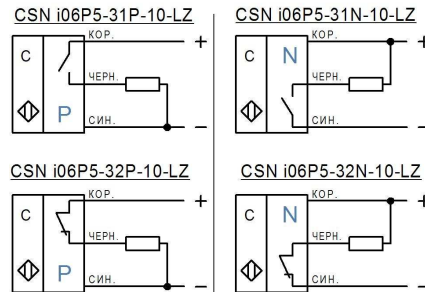 CSN i06P5-31P-10-LZ
КОР.
+
С
ЧЕРН.
P
СИН.
−
CSN i06P5-31N-10-LZ
КОР.
+
С
N
ЧЕРН.
СИН.
−
CSN i06P5-32P-10-LZ
КОР.
+
С
ЧЕРН.
P
СИН.
−
CSN i06P5-32N-10-LZ
КОР.
+
С
N
ЧЕРН.
СИН.
−